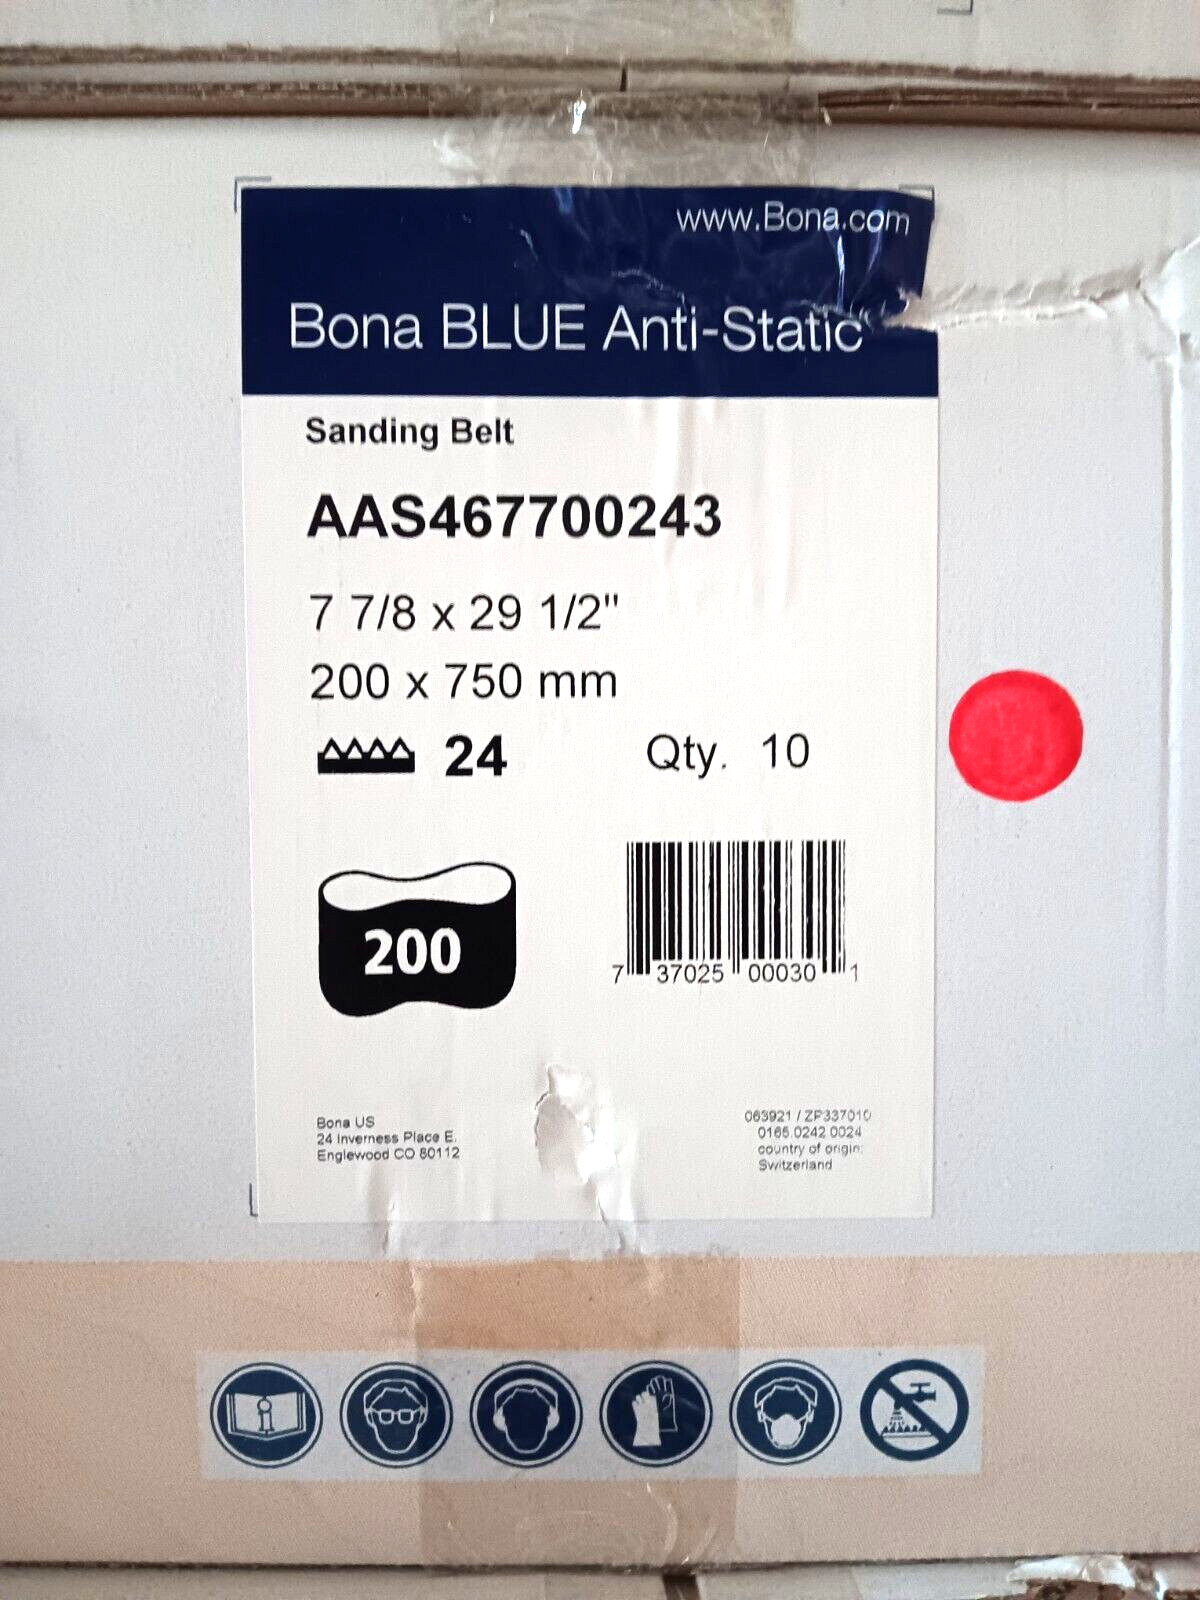 www.Bona.com
Bona BLUE Anti-Static
Sanding Belt
AAS467700243
7 7/8 x 29 1/2"
200 x 750 mm
24 Qty. 10
200
7 37025 00030 1
Bona US
24 Inverness Place E.
Englewood CO 80112
063921 / ZP337010
0165.0242.0024
country of origin:
Switzerland